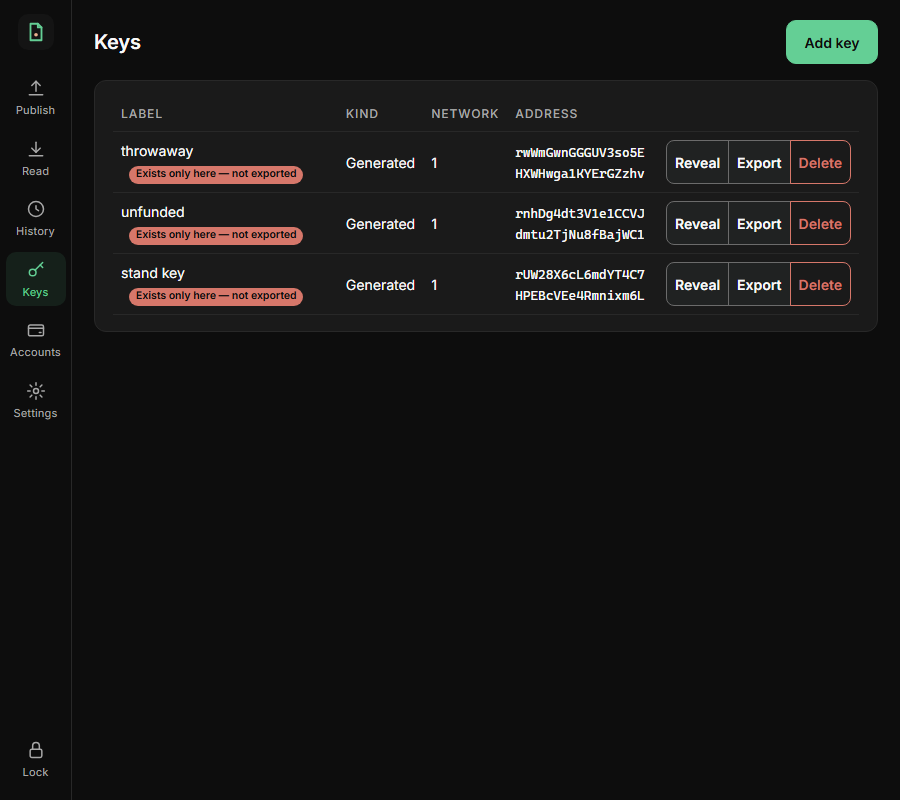 Keys
Add key
Publish
Read
History
Keys
Accounts
Settings
Lock
LABEL KIND NETWORK ADDRESS
throwaway
Exists only here — not exported
Generated 1
rwWmGwnGGGUV3so5E
HXWHwga1KYErGZzhv
Reveal Export Delete
unfunded
Exists only here — not exported
Generated 1
rnhDg4dt3V1e1CCVJ
dmtu2TjNu8fBajWC1
Reveal Export Delete
stand key
Exists only here — not exported
Generated 1
rUW28X6cL6mdYT4C7
HPEBcVEe4Rmnixm6L
Reveal Export Delete